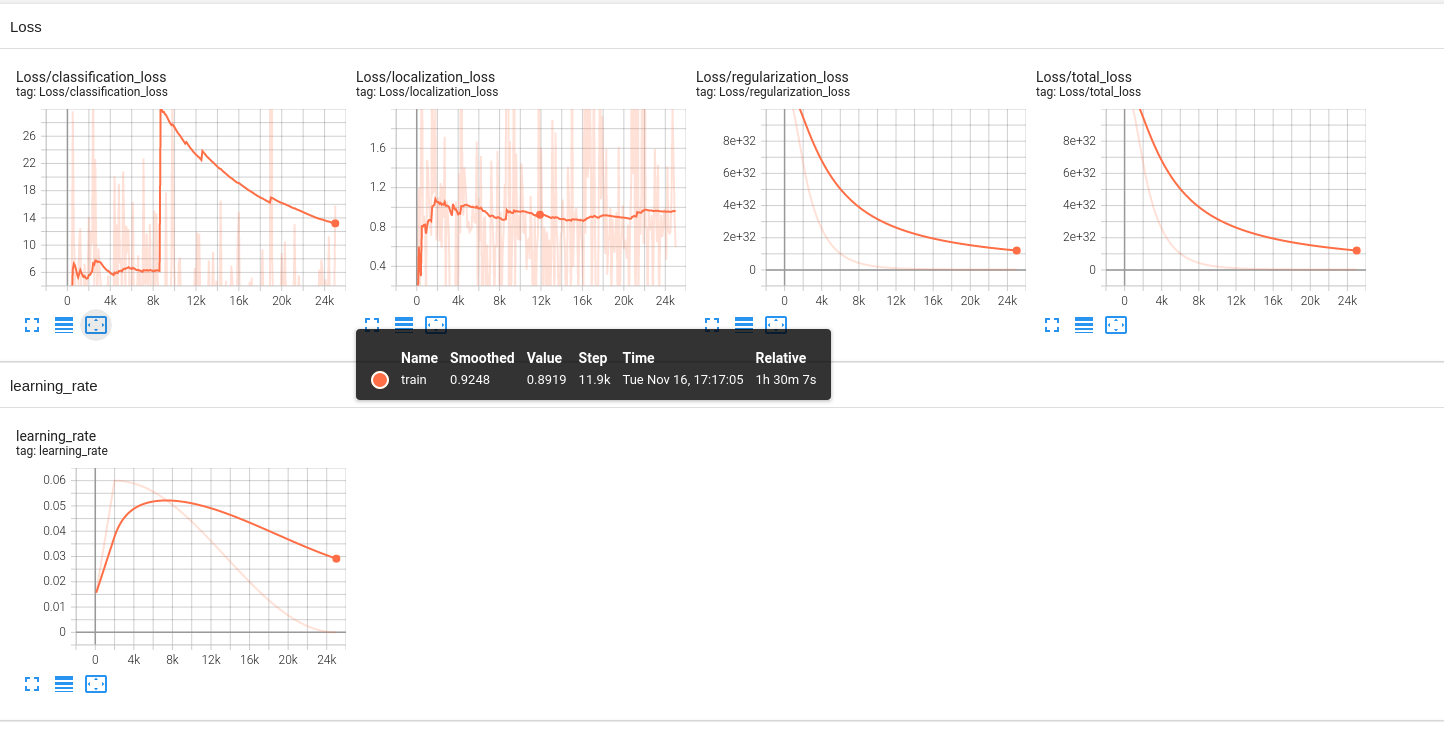 Loss
Loss/classification_loss
tag: Loss/classification_loss
26
22
18
14
10
6
0 4k 8k 12k 16k 20k 24k
Loss/localization_loss
tag: Loss/localization_loss
1.6
1.2
0.8
0.4
0 4k 8k 12k 16k 20k 24k
Loss/regularization_loss
tag: Loss/regularization_loss
8e+32
6e+32
4e+32
2e+32
0
0 4k 8k 12k 16k 20k 24k
Loss/total_loss
tag: Loss/total_loss
8e+32
6e+32
4e+32
2e+32
0
0 4k 8k 12k 16k 20k 24k
Name Smoothed Value Step Time Relative
train 0.9248 0.8919 11.9k Tue Nov 16, 17:17:05 1h 30m 7s
learning_rate
learning_rate
tag: learning_rate
0.06
0.05
0.04
0.03
0.02
0.01
0
0 4k 8k 12k 16k 20k 24k